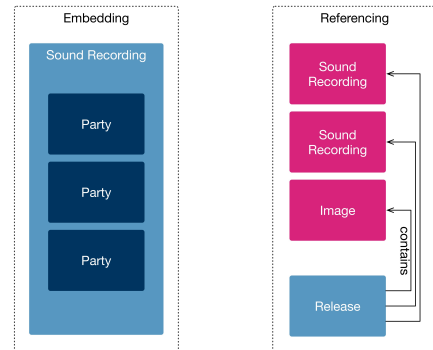 Embedding
Sound Recording
Party
Party
Party
Referencing
Sound
Recording
Sound
Recording
Image
contains
Release